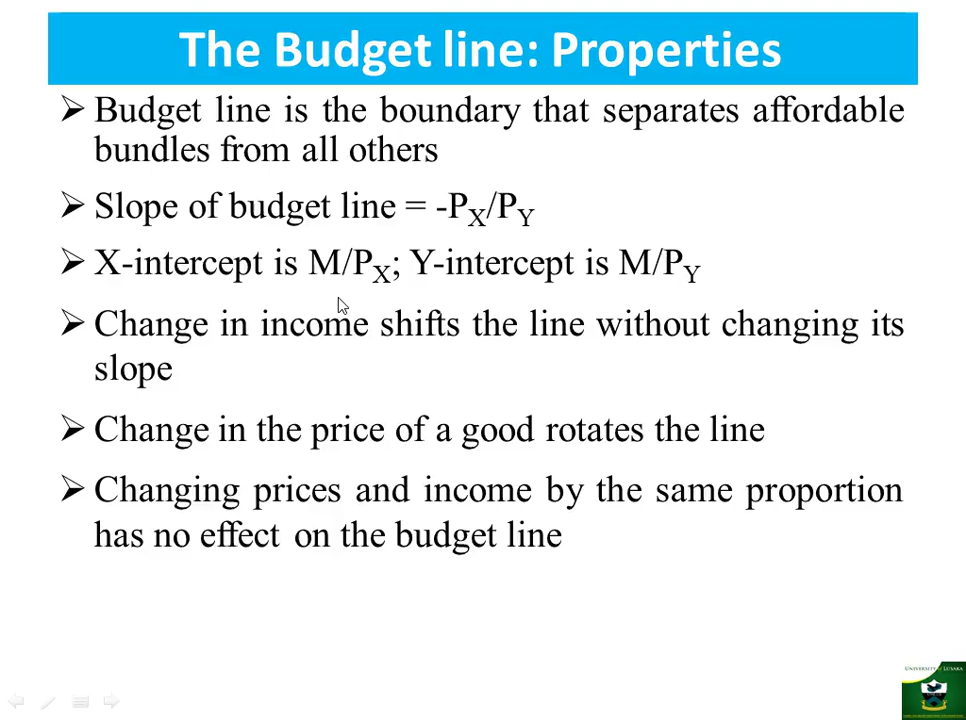 The Budget line: Properties
➢ Budget line is the boundary that separates affordable
bundles from all others
➢ Slope of budget line = -P_X/P_Y
➢ X-intercept is M/P_X; Y-intercept is M/P_Y
➢ Change in income shifts the line without changing its
slope
➢ Change in the price of a good rotates the line
➢ Changing prices and income by the same proportion
has no effect on the budget line
UNIVERSITY OF LUSAKA